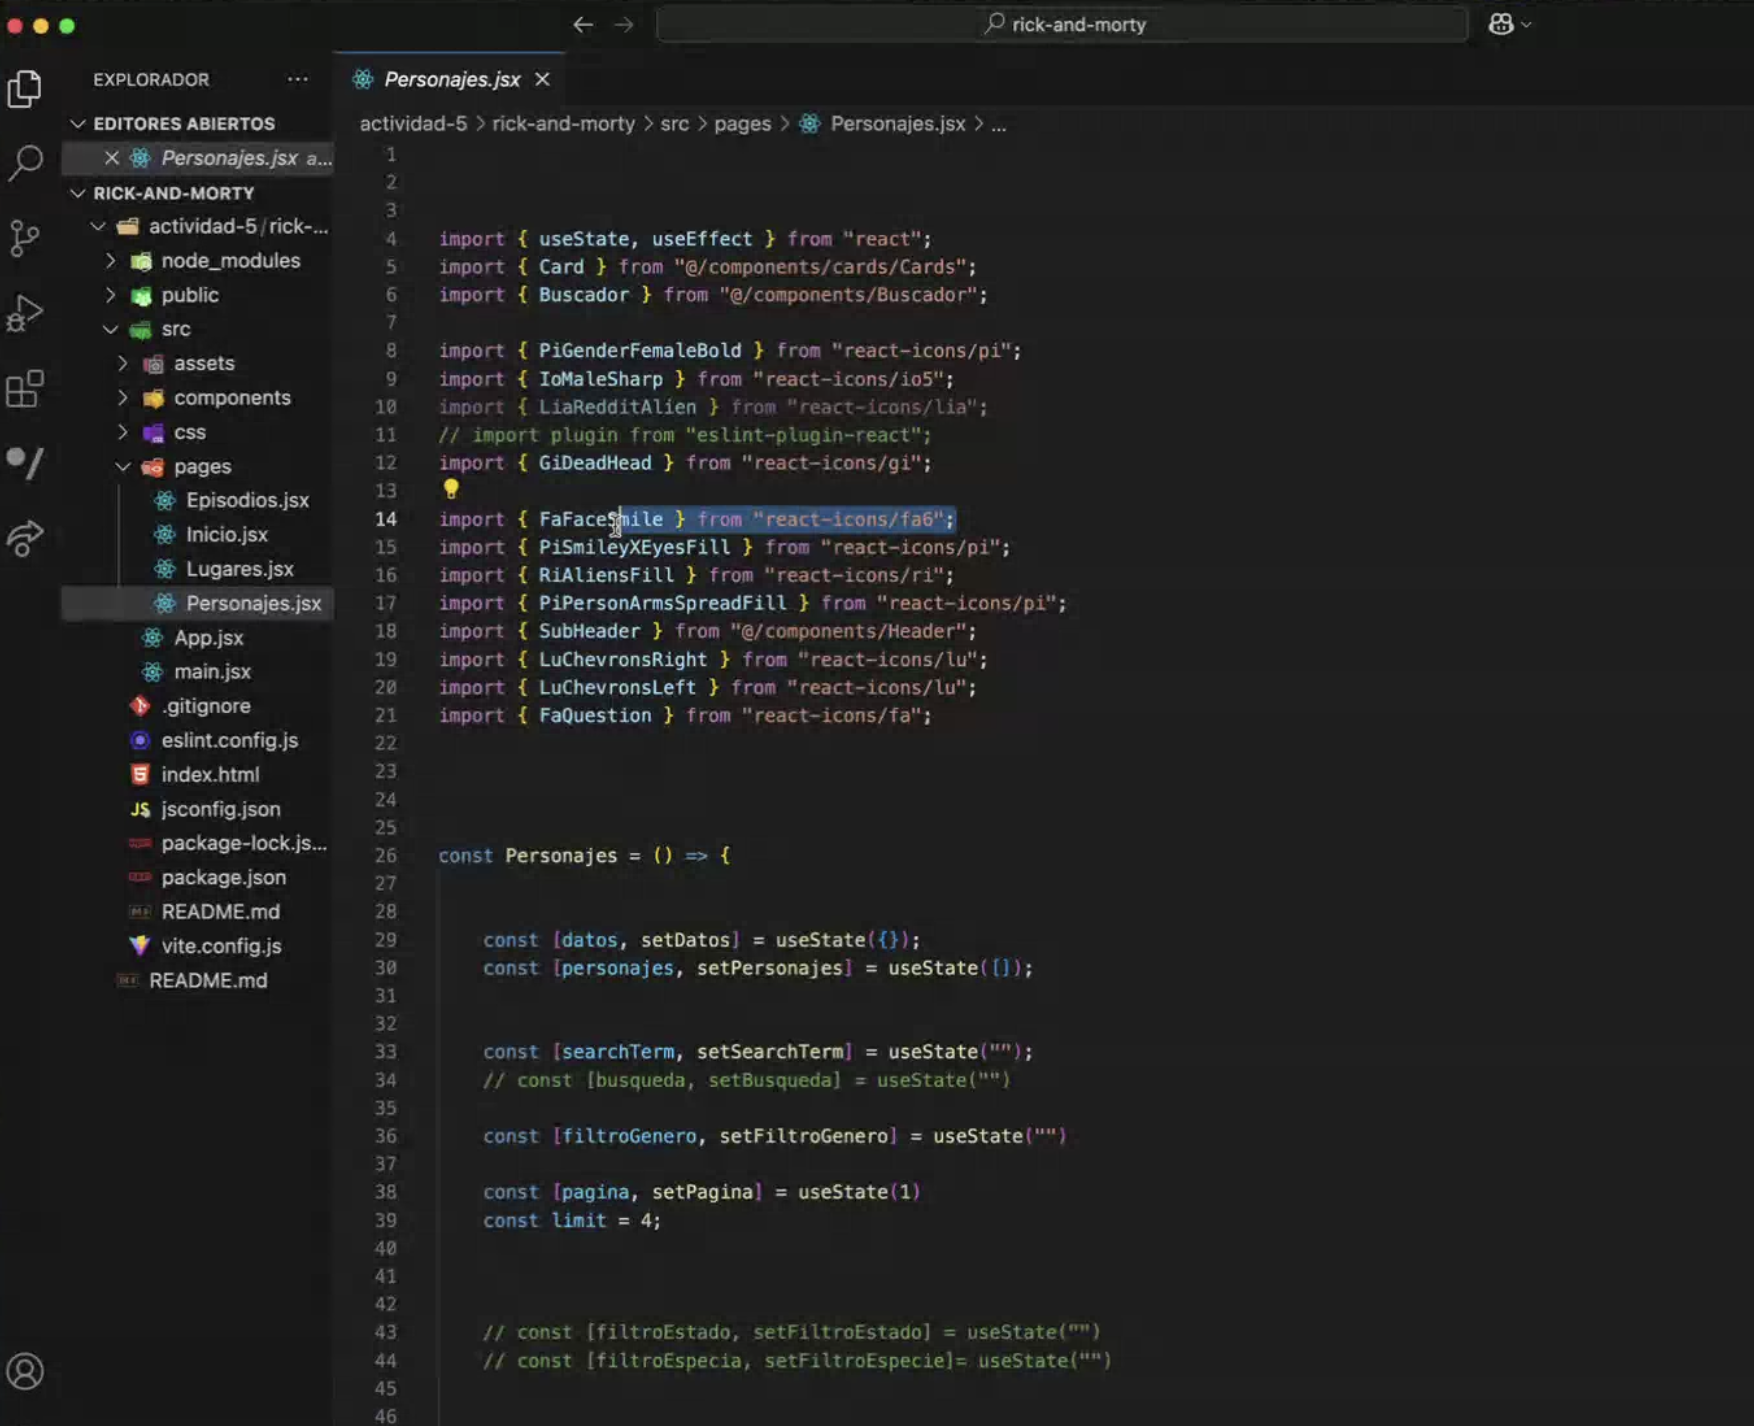 rick-and-morty
EXPLORADOR
Personajes.jsx
EDITORES ABIERTOS
Personajes.jsx a...
RICK-AND-MORTY
actividad-5/rick-...
node_modules
public
src
assets
components
css
pages
Episodios.jsx
Inicio.jsx
Lugares.jsx
Personajes.jsx
App.jsx
main.jsx
.gitignore
eslint.config.js
index.html
JS jsconfig.json
package-lock.js...
package.json
README.md
vite.config.js
README.md
actividad-5 > rick-and-morty > src > pages > Personajes.jsx > ...
1
2
3
4 import { useState, useEffect } from "react";
5 import { Card } from "@/components/cards/Cards";
6 import { Buscador } from "@/components/Buscador";
7
8 import { PiGenderFemaleBold } from "react-icons/pi";
9 import { IoMaleSharp } from "react-icons/io5";
10 import { LiaRedditAlien } from "react-icons/lia";
11 // import plugin from "eslint-plugin-react";
12 import { GiDeadHead } from "react-icons/gi";
13
14 import { FaFaceSmile } from "react-icons/fa6";
15 import { PiSmileyXEyesFill } from "react-icons/pi";
16 import { RiAliensFill } from "react-icons/ri";
17 import { PiPersonArmsSpreadFill } from "react-icons/pi";
18 import { SubHeader } from "@/components/Header";
19 import { LuChevronsRight } from "react-icons/lu";
20 import { LuChevronsLeft } from "react-icons/lu";
21 import { FaQuestion } from "react-icons/fa";
22
23
24
25
26 const Personajes = () => {
27
28
29 const [datos, setDatos] = useState({});
30 const [personajes, setPersonajes] = useState([]);
31
32
33 const [searchTerm, setSearchTerm] = useState("");
34 // const [busqueda, setBusqueda] = useState("")
35
36 const [filtroGenero, setFiltroGenero] = useState("")
37
38 const [pagina, setPagina] = useState(1)
39 const limit = 4;
40
41
42
43 // const [filtroEstado, setFiltroEstado] = useState("")
44 // const [filtroEspecia, setFiltroEspecie]= useState("")
45
46